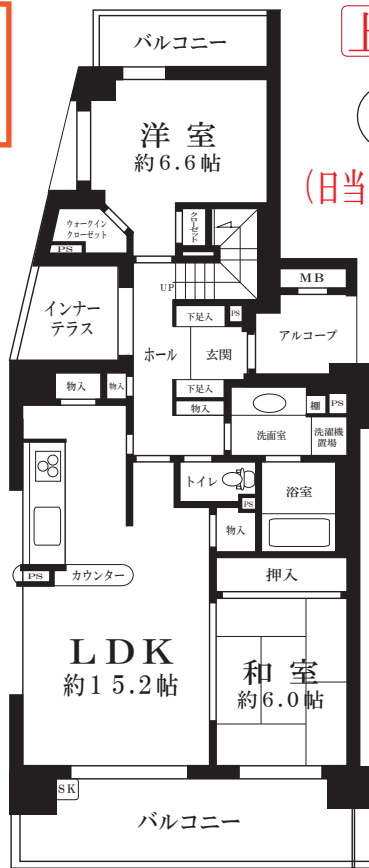 バルコニー
上
洋室
約6.6帖
(日当
ウォークイン
クローゼット
クローゼット
PS
UP
MB
インナー
テラス
下足入
PS
アルコープ
ホール
玄関
物入
物入
下足入
物入
棚
PS
洗面室
洗濯機
置場
トイレ
浴室
PS
物入
PS
カウンター
押入
LDK
約15.2帖
和室
約6.0帖
SK
バルコニー